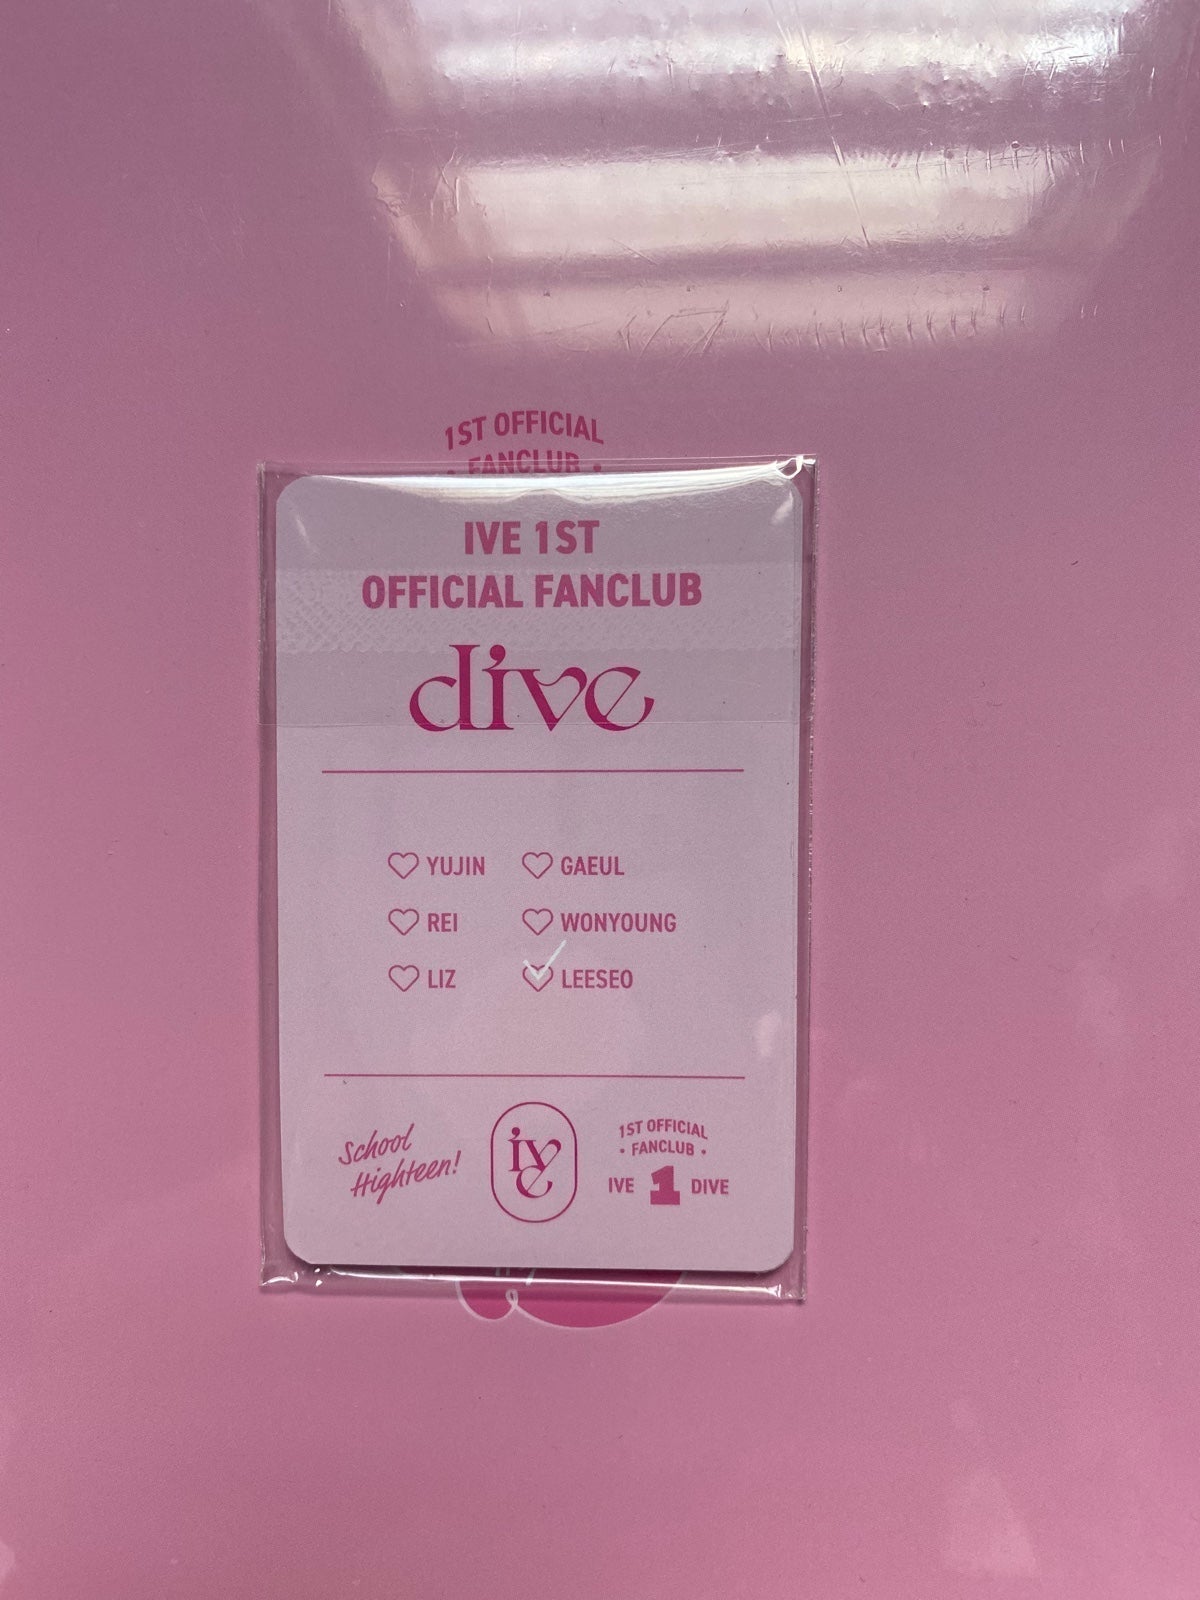 1ST OFFICIAL
• FANCLUB •
IVE 1ST
OFFICIAL FANCLUB
dive
YUJIN GAEUL
REI WONYOUNG
LIZ LEESEO
School
Highteen!
ive
1ST OFFICIAL
• FANCLUB •
IVE 1 DIVE